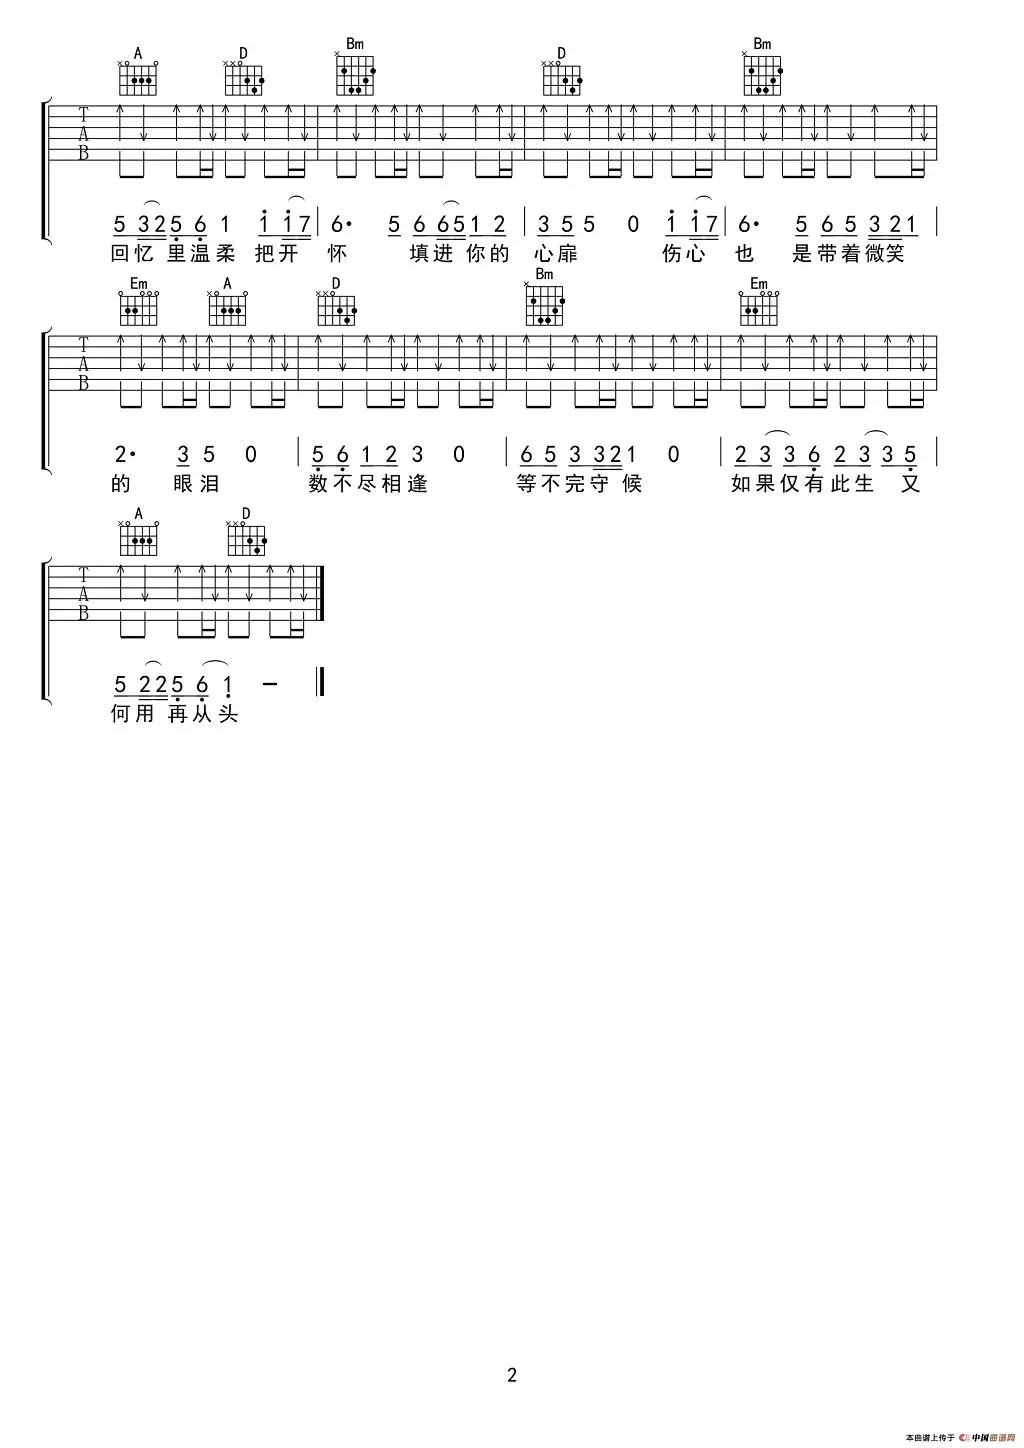 A D Bm D Bm
T
A
B
5 3 2 5 6 1 1 1 7 6· 5 6 6 5 1 2 3 5 5 0 1 1 7 6· 5 6 5 3 2 1
回忆 里温柔 把开 怀 填进 你的 心扉 伤心 也 是带着微笑
Em A D Bm Em
T
A
B
2· 3 5 0 5 6 1 2 3 0 6 5 3 3 2 1 0 2 3 3 6 2 3 3 5
的 眼泪 数不尽相逢 等不完守候 如果仅有此生 又
A D
T
A
B
5 2 2 5 6 1 –
何用 再从头
2
本曲谱上传于 中国曲谱网